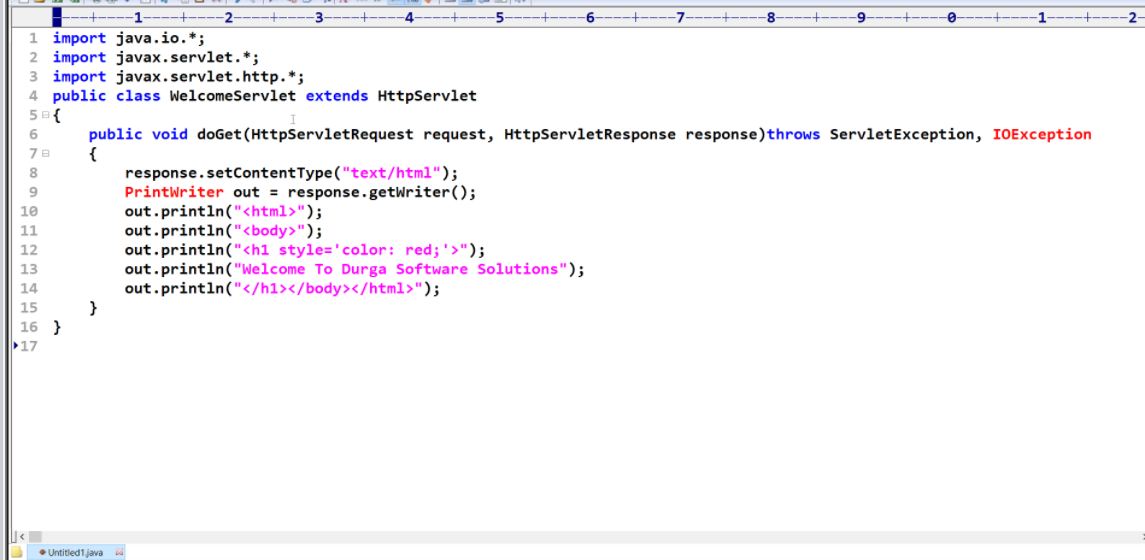 ----+----1----+----2----+----3----+----4----+----5----+----6----+----7----+----8----+----9----+----0----+----1----+----2-
1 import java.io.*;
2 import javax.servlet.*;
3 import javax.servlet.http.*;
4 public class WelcomeServlet extends HttpServlet
5 {
6     public void doGet(HttpServletRequest request, HttpServletResponse response)throws ServletException, IOException
7     {
8         response.setContentType("text/html");
9         PrintWriter out = response.getWriter();
10         out.println("<html>");
11         out.println("<body>");
12         out.println("<h1 style='color: red;'>");
13         out.println("Welcome To Durga Software Solutions");
14         out.println("</h1></body></html>");
15     }
16 }
17
Untitled1.java